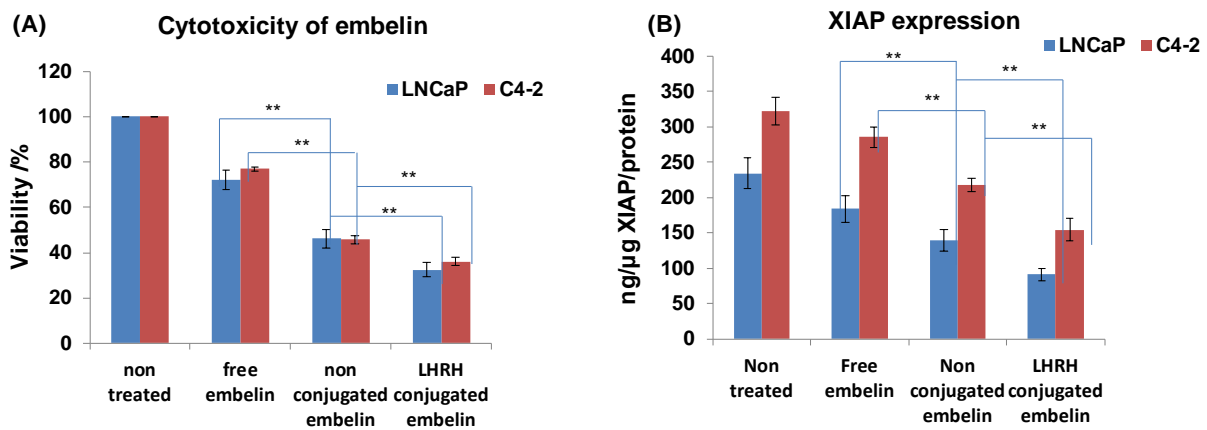 (A)
Cytotoxicity of embelin
LNCaP C4-2
Viability /%
120
100
80
60
40
20
0
**
**
**
**
non treated
free embelin
non conjugated embelin
LHRH conjugated embelin
(B)
XIAP expression
LNCaP C4-2
ng/µg XIAP/protein
400
350
300
250
200
150
100
50
0
**
**
**
**
Non treated
Free embelin
Non conjugated embelin
LHRH conjugated embelin